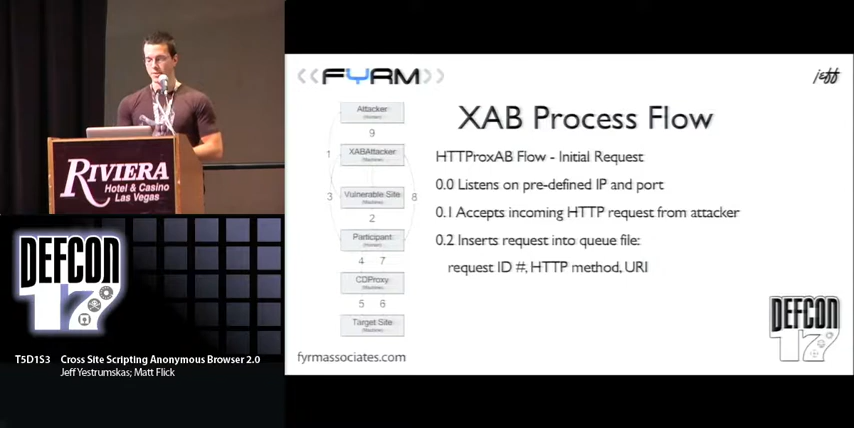 RIVIERA
Hotel & Casino
Las Vegas
DEFCON
17
T5D1S3 Cross Site Scripting Anonymous Browser 2.0
Jeff Yestrumskas; Matt Flick
((FYRM))
jeff
XAB Process Flow
HTTProxAB Flow - Initial Request
0.0 Listens on pre-defined IP and port
0.1 Accepts incoming HTTP request from attacker
0.2 Inserts request into queue file:
request ID #, HTTP method, URI
Attacker
9
1
XABAttacker
3
Vulnerable Site
8
2
Participant
4 7
CDProxy
5 6
Target Site
fyrmassociates.com
DEFCON
17